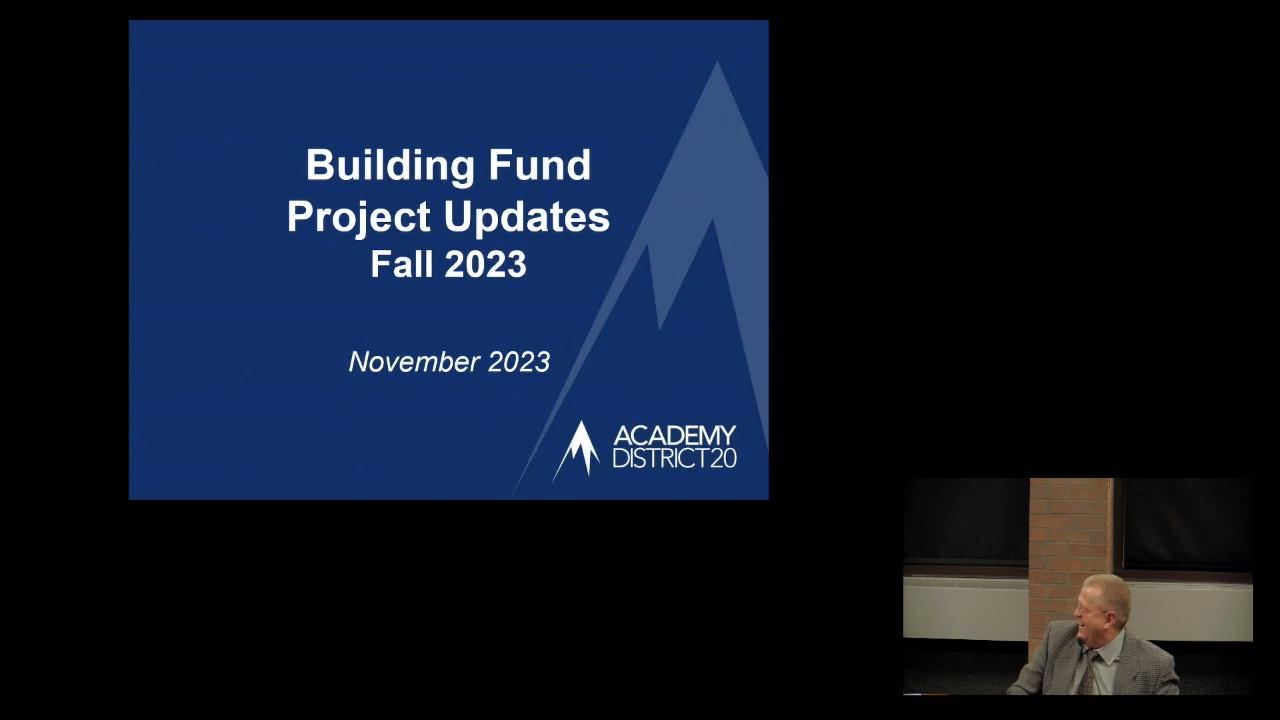 Building Fund
Project Updates
Fall 2023
November 2023
ACADEMY
DISTRICT20